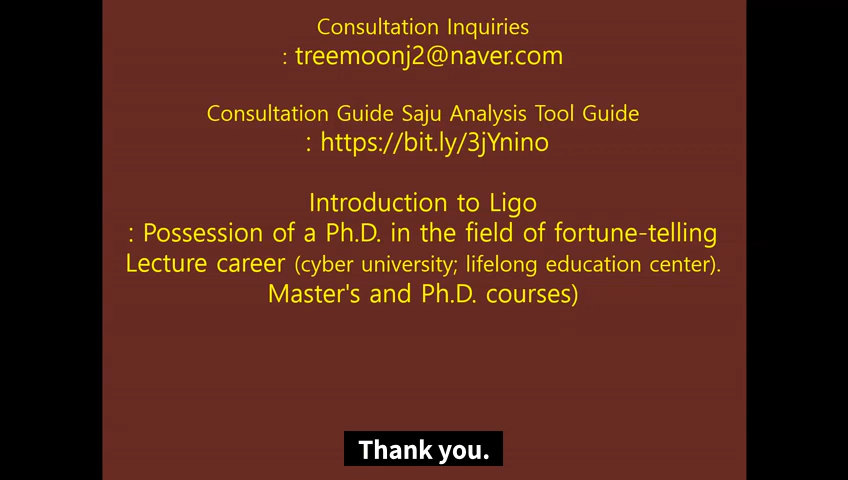 Consultation Inquiries
: treemoonj2@naver.com
Consultation Guide Saju Analysis Tool Guide
: https://bit.ly/3jYnino
Introduction to Ligo
: Possession of a Ph.D. in the field of fortune-telling
Lecture career (cyber university; lifelong education center).
Master's and Ph.D. courses)
Thank you.